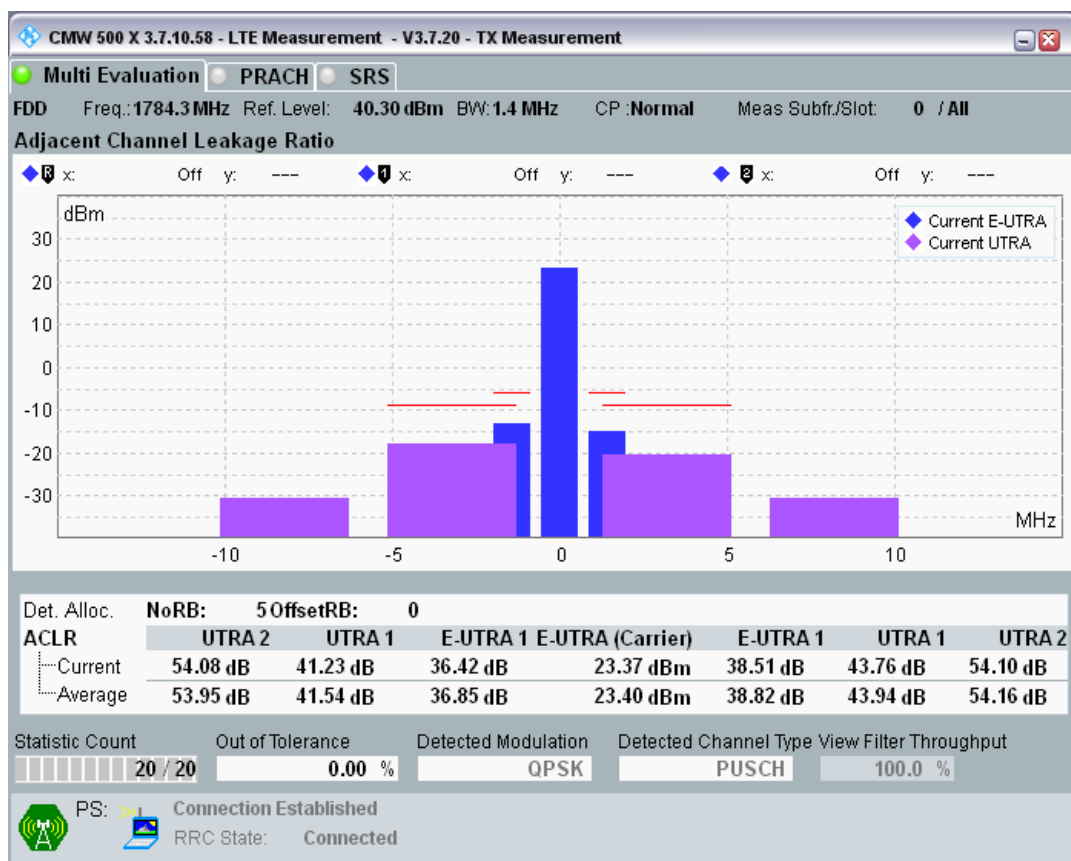 CMW 500 X 3.7.10.58 - LTE Measurement - V3.7.20 - TX Measurement
Multi Evaluation PRACH SRS
FDD Freq.: 1784.3 MHz Ref. Level: 40.30 dBm BW: 1.4 MHz CP : Normal Meas Subfr./Slot: 0 / All
Adjacent Channel Leakage Ratio
R x: Off y: --- 1 x: Off y: --- 2 x: Off y: ---
dBm
Current E-UTRA
Current UTRA
30
20
10
0
-10
-20
-30
MHz
-10 -5 0 5 10
Det. Alloc. NoRB: 5 OffsetRB: 0
ACLR UTRA 2 UTRA 1 E-UTRA 1 E-UTRA (Carrier) E-UTRA 1 UTRA 1 UTRA 2
Current 54.08 dB 41.23 dB 36.42 dB 23.37 dBm 38.51 dB 43.76 dB 54.10 dB
Average 53.95 dB 41.54 dB 36.85 dB 23.40 dBm 38.82 dB 43.94 dB 54.16 dB
Statistic Count Out of Tolerance Detected Modulation Detected Channel Type View Filter Throughput
20 / 20 0.00 % QPSK PUSCH 100.0 %
PS: Connection Established
RRC State: Connected